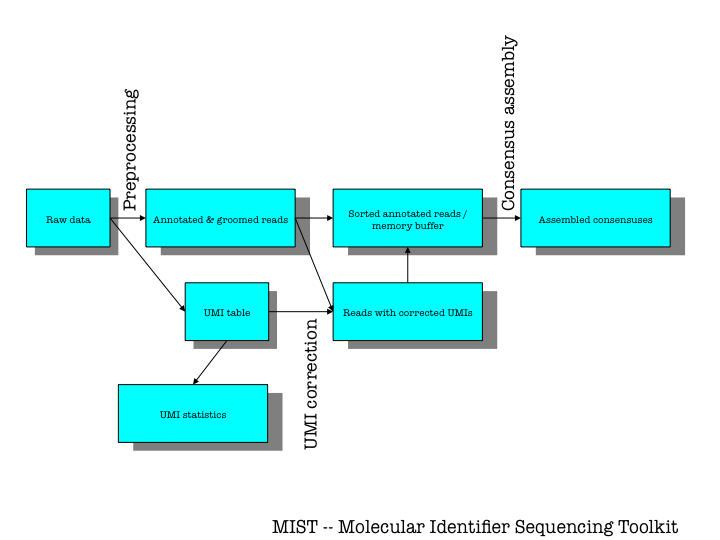 Preprocessing
Consensus assembly
Raw data
Annotated & groomed reads
Sorted annotated reads /
memory buffer
Assembled consensuses
UMI table
Reads with corrected UMIs
UMI correction
UMI statistics
MIST -- Molecular Identifier Sequencing Toolkit